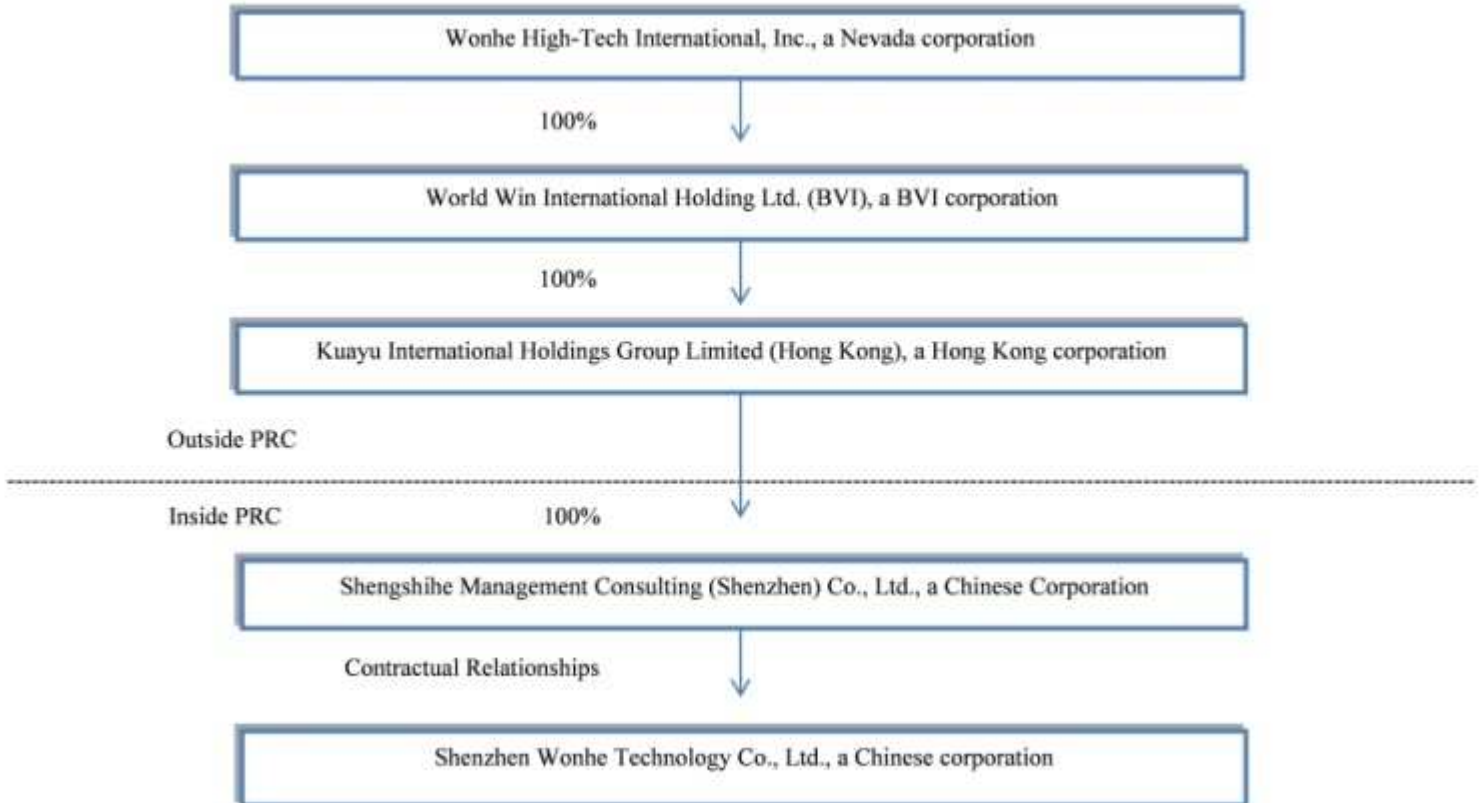 Wonhe High-Tech International, Inc., a Nevada corporation
100%
World Win International Holding Ltd. (BVI), a BVI corporation
100%
Kuayu International Holdings Group Limited (Hong Kong), a Hong Kong corporation
Outside PRC
Inside PRC
100%
Shengshihe Management Consulting (Shenzhen) Co., Ltd., a Chinese Corporation
Contractual Relationships
Shenzhen Wonhe Technology Co., Ltd., a Chinese corporation